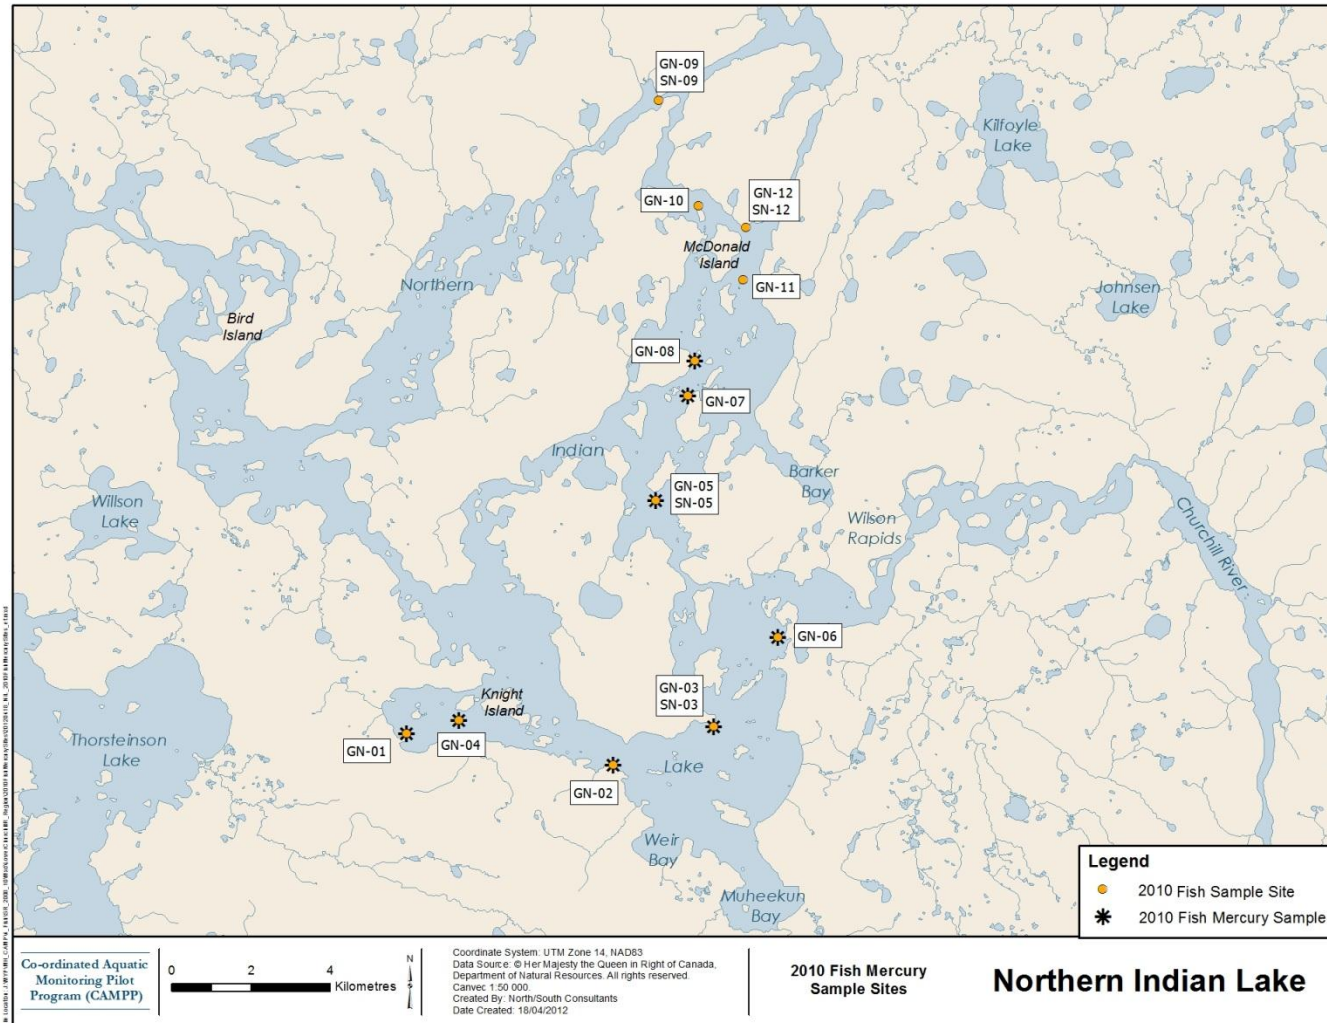 GN-09
SN-09
Kilfoyle
Lake
GN-10
GN-12
SN-12
McDonald
Island
GN-11
Northern
Johnsen
Lake
Bird
Island
GN-08
GN-07
Indian
Barker
Bay
GN-05
SN-05
Willson
Lake
Wilson
Rapids
Churchill River
GN-06
GN-03
SN-03
Knight
Island
Thorsteinson
Lake
GN-01
GN-04
Lake
GN-02
Weir
Bay
Muheekun
Bay
Legend
2010 Fish Sample Site
2010 Fish Mercury Sample
Co-ordinated Aquatic
Monitoring Pilot
Program (CAMPP)
0 2 4
Kilometres
N
Coordinate System: UTM Zone 14, NAD83
Data Source: © Her Majesty the Queen in Right of Canada,
Department of Natural Resources. All rights reserved.
Canvec 1:50 000.
Created By: North/South Consultants
Date Created: 18/04/2012
2010 Fish Mercury
Sample Sites
Northern Indian Lake